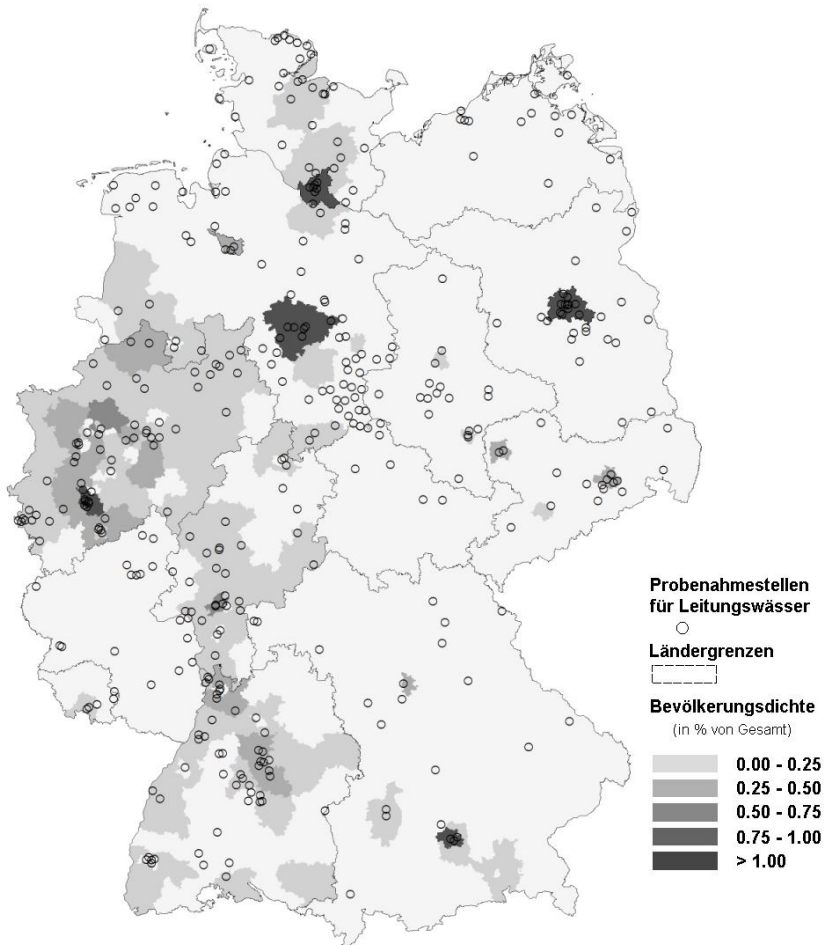 Probenahmestellen
für Leitungswässer
Ländergrenzen
Bevölkerungsdichte
(in % von Gesamt)
0.00 - 0.25
0.25 - 0.50
0.50 - 0.75
0.75 - 1.00
> 1.00